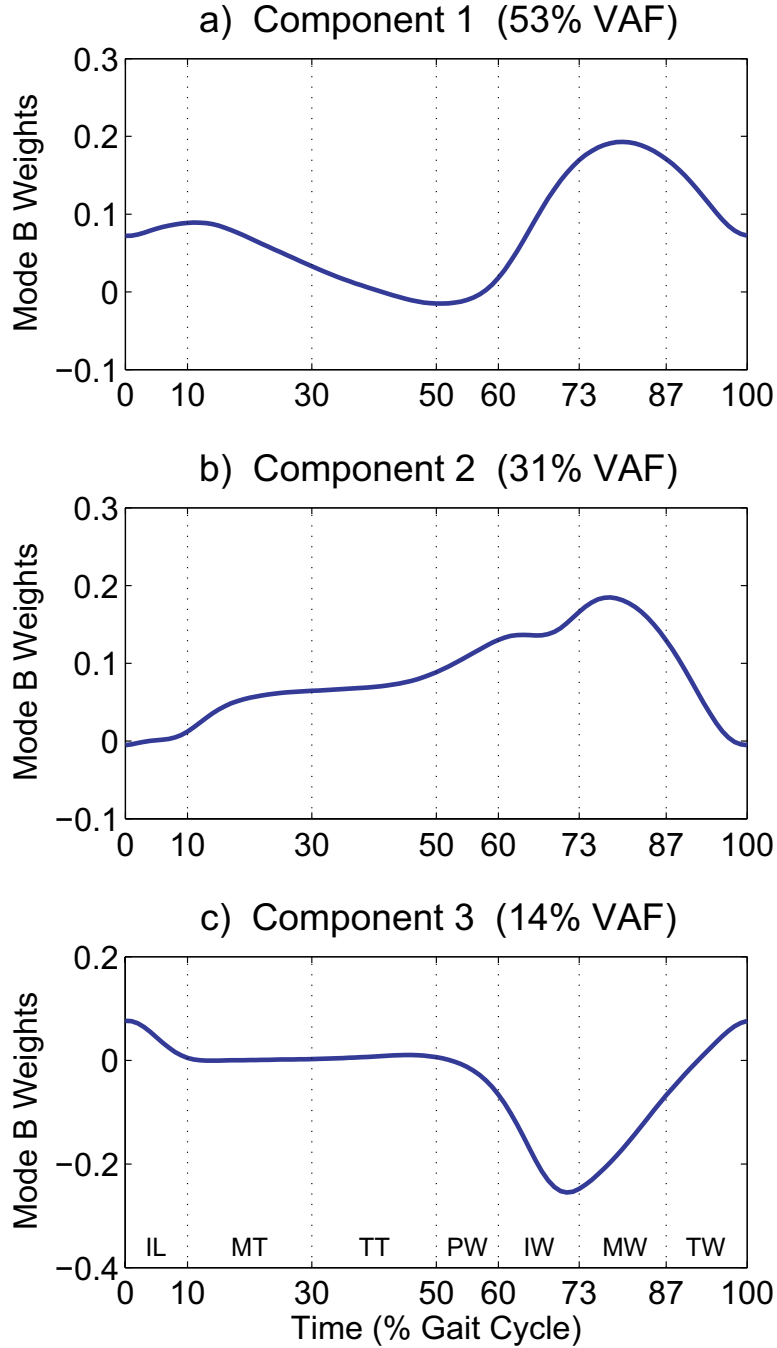 a) Component 1 (53% VAF)
0.3
0.2
0.1
0
−0.1
Mode B Weights
0 10 30 50 60 73 87 100
b) Component 2 (31% VAF)
0.3
0.2
0.1
0
−0.1
Mode B Weights
0 10 30 50 60 73 87 100
c) Component 3 (14% VAF)
0.2
0
−0.2
−0.4
Mode B Weights
IL MT TT PW IW MW TW
0 10 30 50 60 73 87 100
Time (% Gait Cycle)